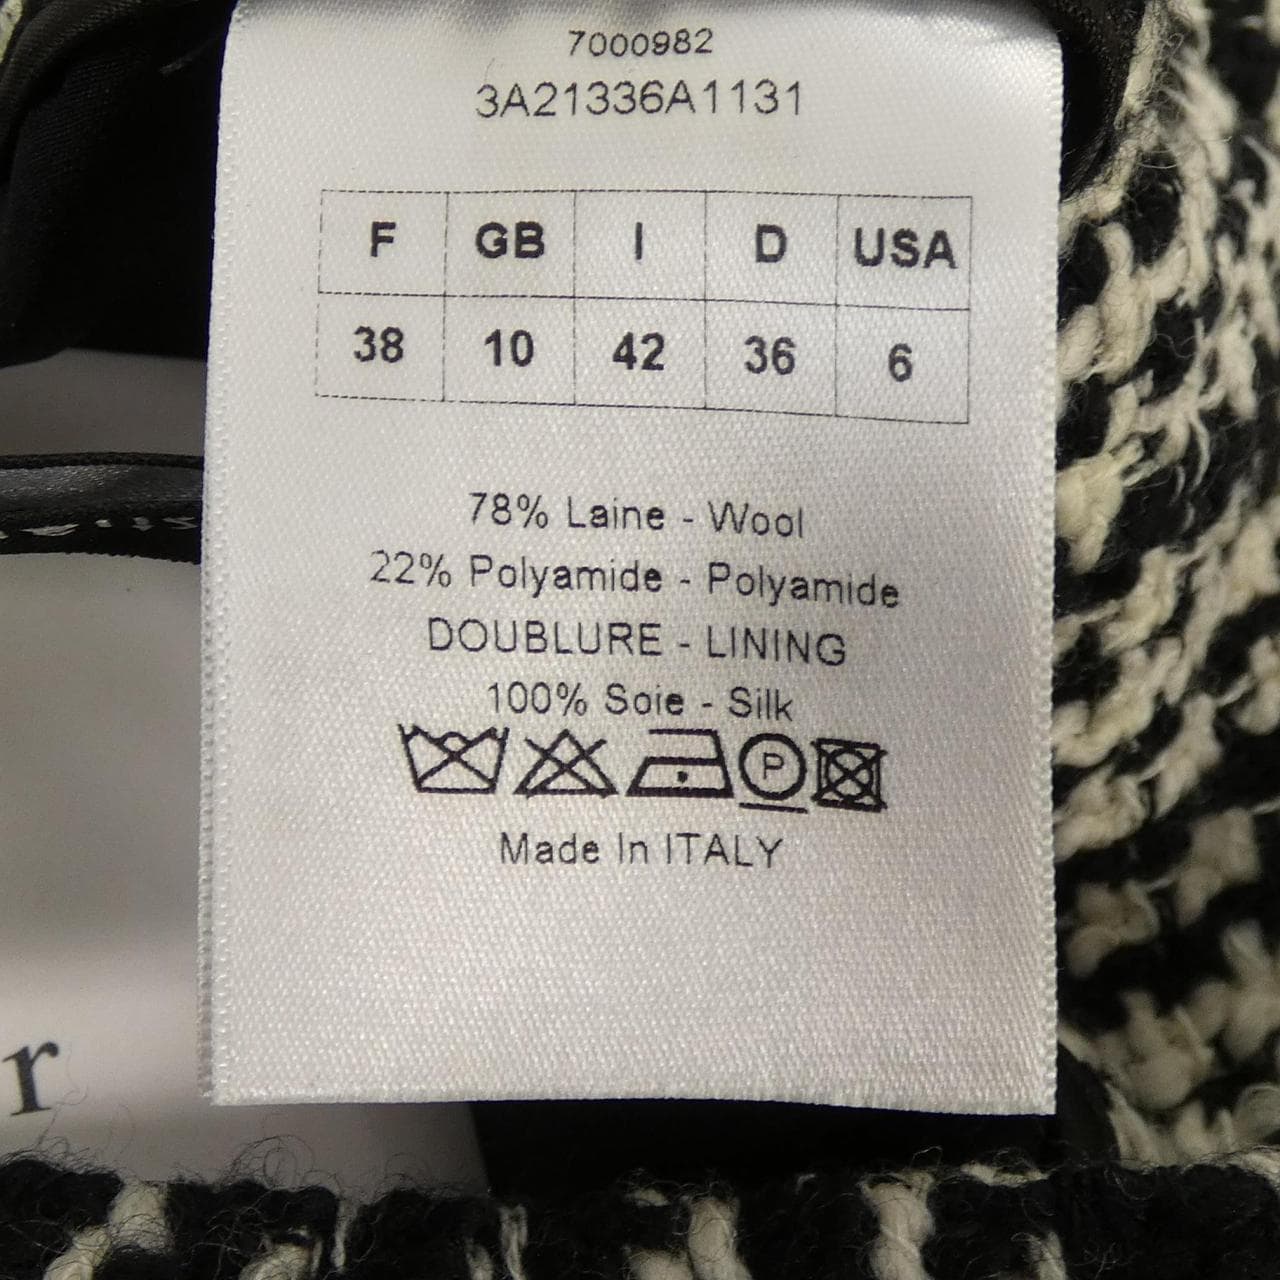 7000982
3A21336A1131
F GB I D USA
38 10 42 36 6
78% Laine - Wool
22% Polyamide - Polyamide
DOUBLURE - LINING
100% Soie - Silk
P
Made In ITALY
r